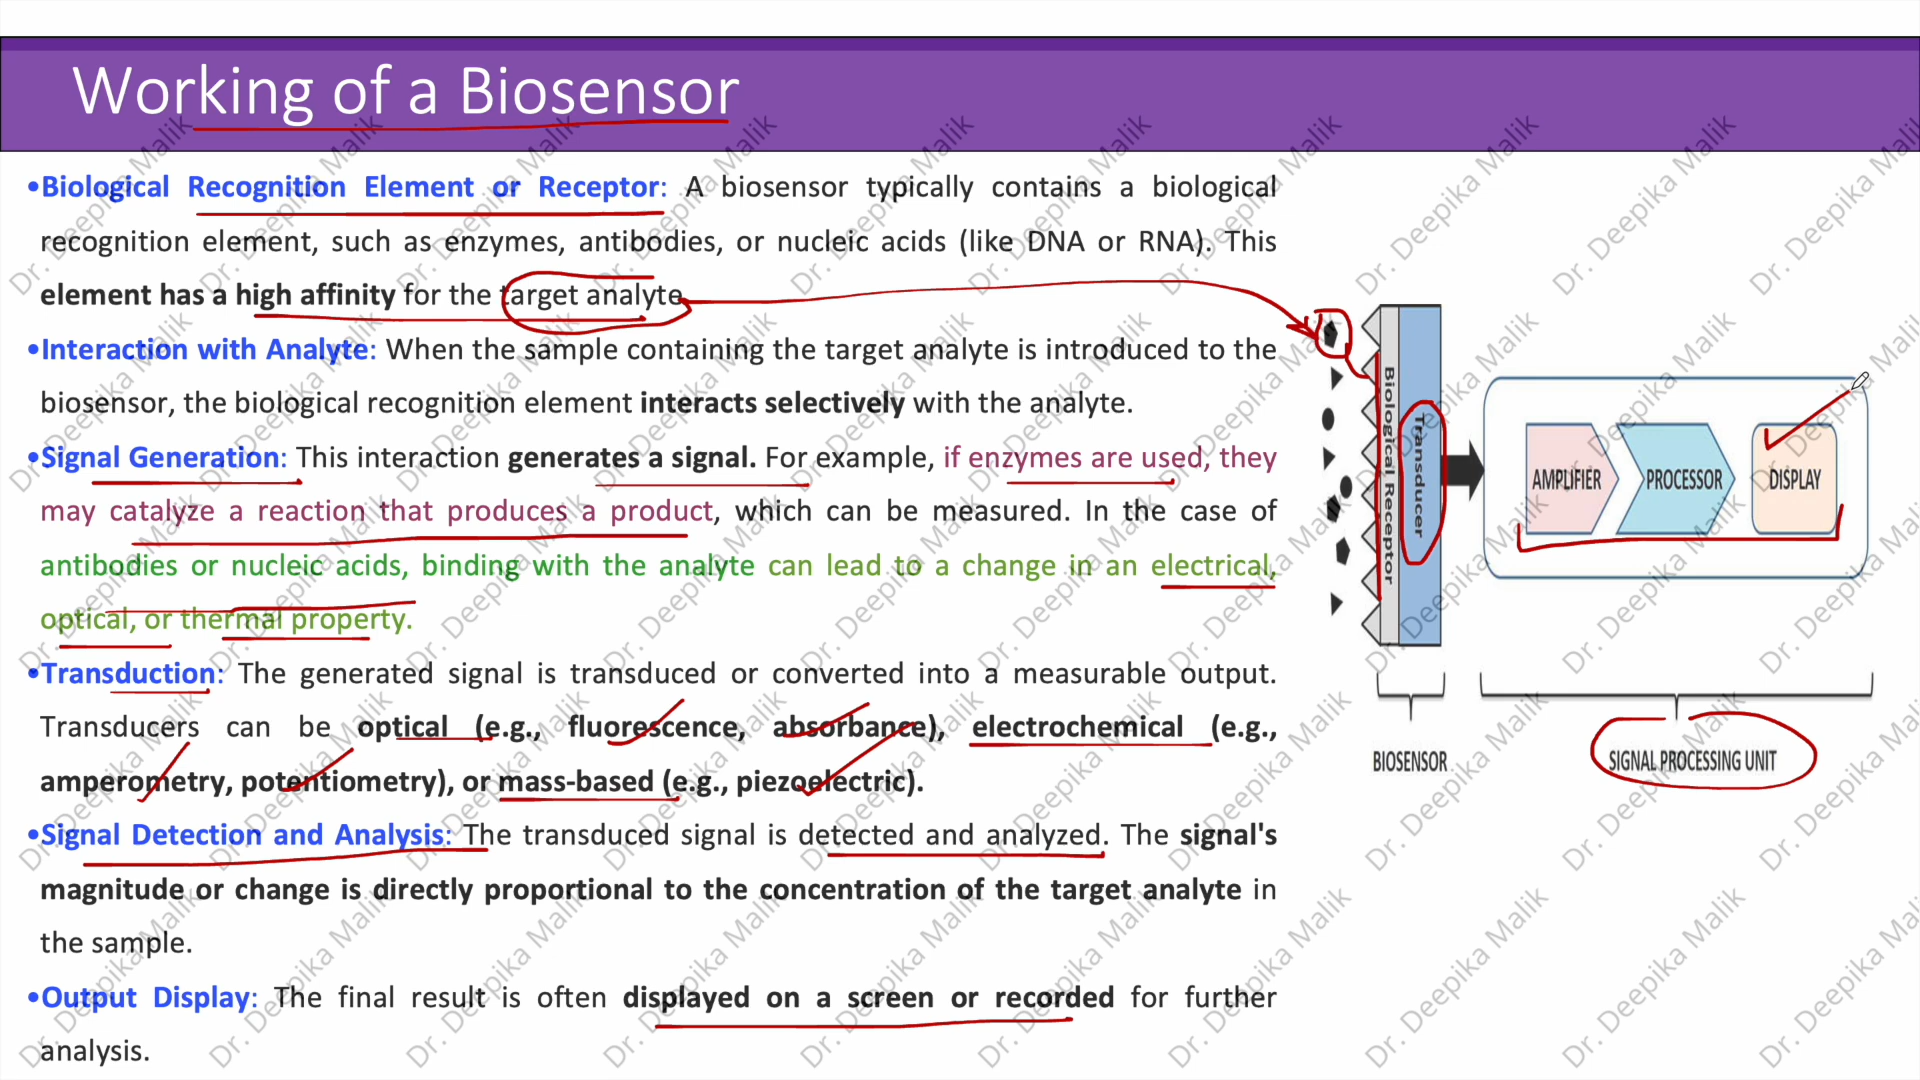 Working of a Biosensor
•Biological Recognition Element or Receptor: A biosensor typically contains a biological
recognition element, such as enzymes, antibodies, or nucleic acids (like DNA or RNA). This
element has a high affinity for the target analyte.
•Interaction with Analyte: When the sample containing the target analyte is introduced to the
biosensor, the biological recognition element interacts selectively with the analyte.
•Signal Generation: This interaction generates a signal. For example, if enzymes are used, they
may catalyze a reaction that produces a product, which can be measured. In the case of
antibodies or nucleic acids, binding with the analyte can lead to a change in an electrical,
optical, or thermal property.
•Transduction: The generated signal is transduced or converted into a measurable output.
Transducers can be optical (e.g., fluorescence, absorbance), electrochemical (e.g.,
amperometry, potentiometry), or mass-based (e.g., piezoelectric).
•Signal Detection and Analysis: The transduced signal is detected and analyzed. The signal's
magnitude or change is directly proportional to the concentration of the target analyte in
the sample.
•Output Display: The final result is often displayed on a screen or recorded for further
analysis.
Biological Receptor
Transducer
AMPLIFIER
PROCESSOR
DISPLAY
BIOSENSOR
SIGNAL PROCESSING UNIT
Dr. Deepika Malik